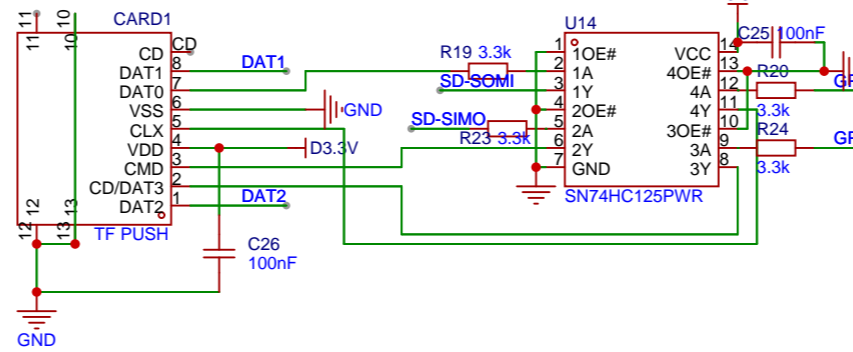 CARD1
11
10
11
10
CD
CD
DAT1
8
DAT1
DAT0
7
VSS
6
GND
CLX
5
VDD
4
D3.3V
CMD
3
CD/DAT3
2
DAT2
1
DAT2
12
13
12
13
TF PUSH
C26
100nF
GND
R19 3.3k
SD-SOMI
SD-SIMO
R23 3.3k
U14
1 1OE#
2 1A
3 1Y
4 2OE#
5 2A
6 2Y
7 GND
VCC 14
4OE# 13
4A 12
4Y 11
3OE# 10
3A 9
3Y 8
SN74HC125PWR
C25 100nF
R20
3.3k
R24
3.3k